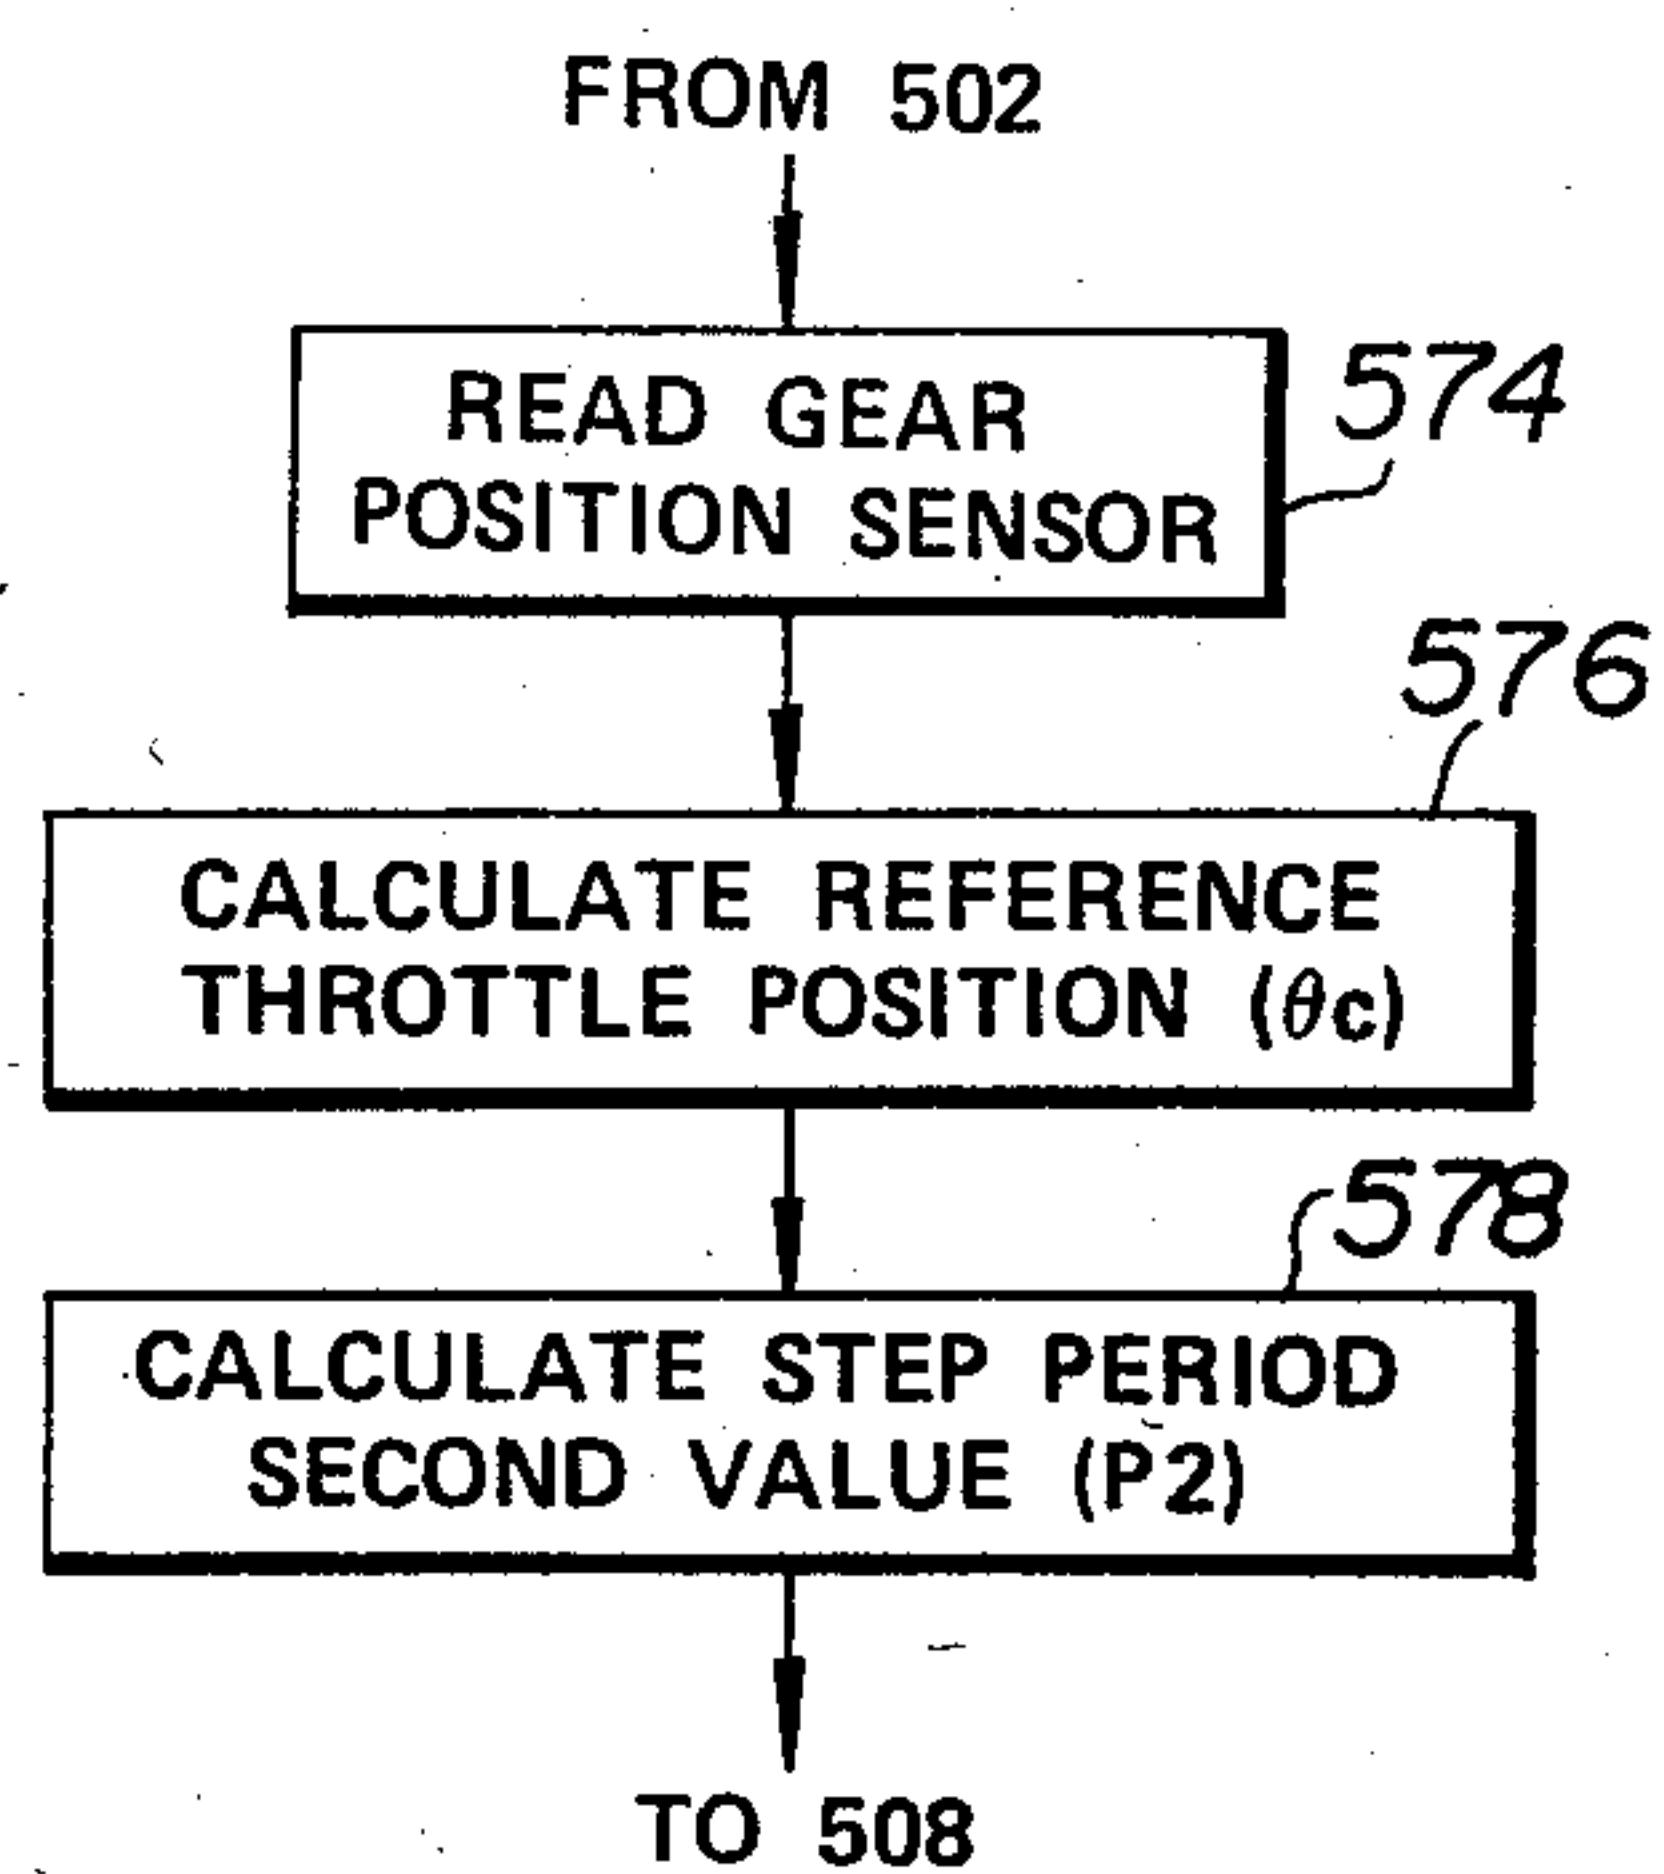 FROM 502
READ GEAR
POSITION SENSOR
574
576
CALCULATE REFERENCE
THROTTLE POSITION (θc)
578
CALCULATE STEP PERIOD
SECOND VALUE (P2)
TO 508